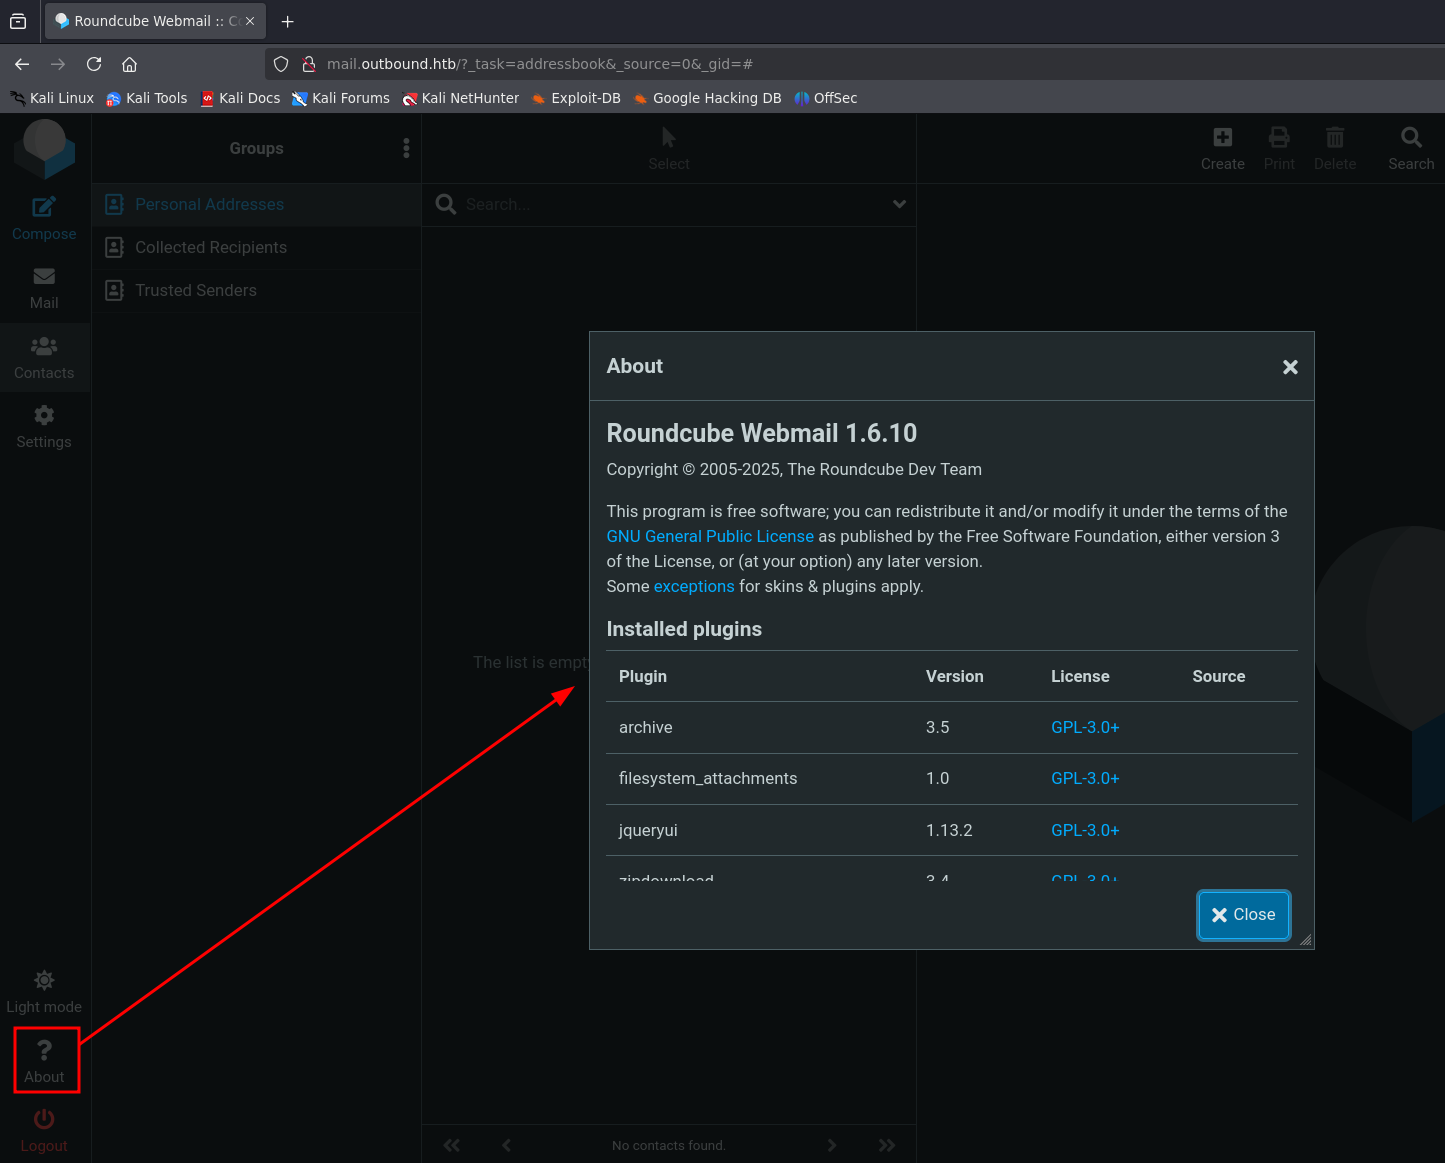 Roundcube Webmail :: C
mail.outbound.htb/?_task=addressbook&_source=0&_gid=#
Kali Linux Kali Tools Kali Docs Kali Forums Kali NetHunter Exploit-DB Google Hacking DB OffSec
Groups
Select
Create Print Delete Search
Compose
Mail
Contacts
Settings
Personal Addresses
Collected Recipients
Trusted Senders
Search...
The list is empty
About
Roundcube Webmail 1.6.10
Copyright © 2005-2025, The Roundcube Dev Team
This program is free software; you can redistribute it and/or modify it under the terms of the
GNU General Public License as published by the Free Software Foundation, either version 3
of the License, or (at your option) any later version.
Some exceptions for skins & plugins apply.
Installed plugins
Plugin Version License Source
archive 3.5 GPL-3.0+
filesystem_attachments 1.0 GPL-3.0+
jqueryui 1.13.2 GPL-3.0+
zipdownload 3.4 GPL-3.0+
Close
Light mode
About
Logout
No contacts found.